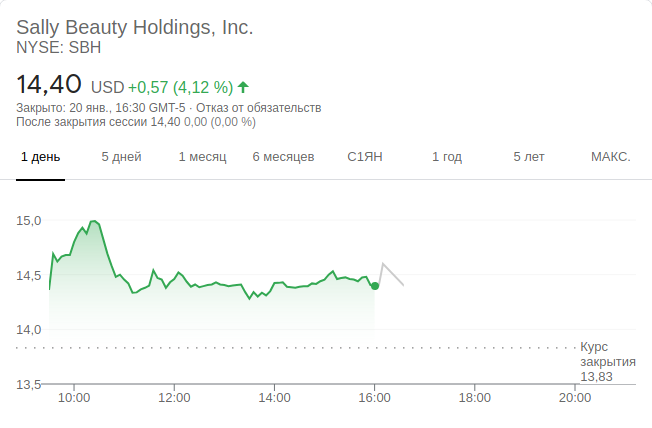 Sally Beauty Holdings, Inc.
NYSE: SBH
14,40 USD +0,57 (4,12 %)
Закрыто: 20 янв., 16:30 GMT-5 · Отказ от обязательств
После закрытия сессии 14,40 0,00 (0,00 %)
1 день 5 дней 1 месяц 6 месяцев С1ЯН 1 год 5 лет МАКС.
15,0
14,5
14,0
Курс
закрытия
13,83
13,5
10:00 12:00 14:00 16:00 18:00 20:00